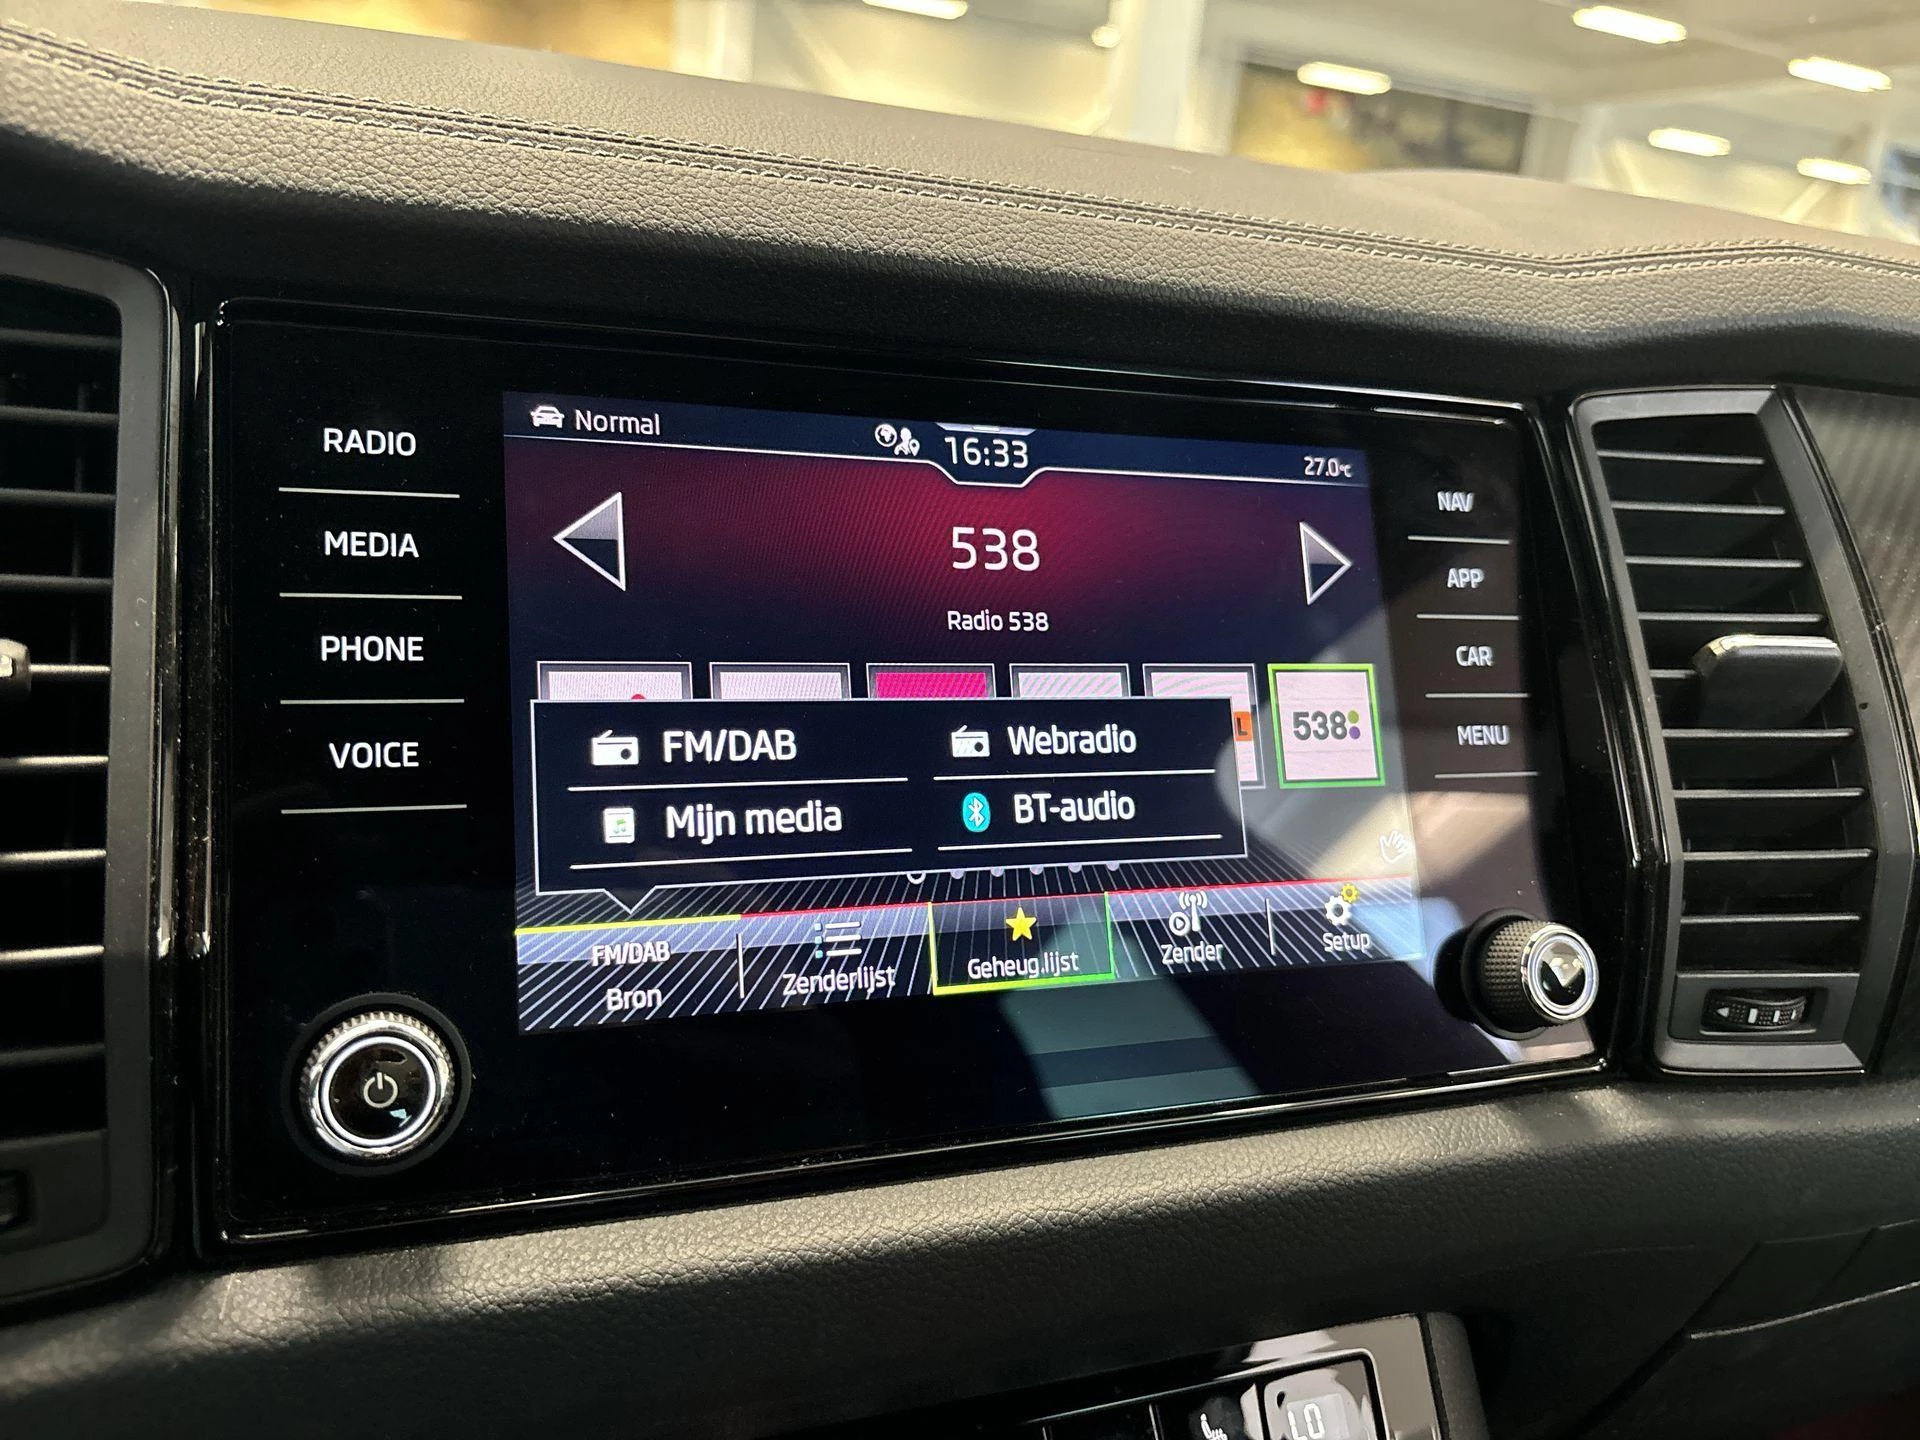 RADIO
MEDIA
PHONE
VOICE
Normal
16:33
27.0°C
538
Radio 538
L
538
FM/DAB
Webradio
Mijn media
BT-audio
FM/DAB
Bron
Zenderlijst
Geheug.lijst
Zender
Setup
NAV
APP
CAR
MENU
LO